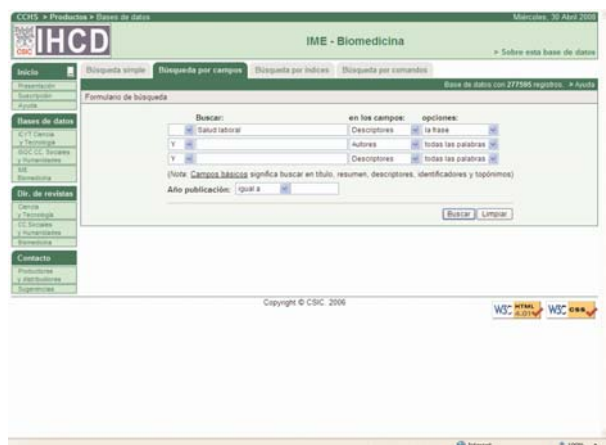 CCHS > Productos > Bases de datos
Miércoles, 30 Abril 2008
CSIC IHCD
IME - Biomedicina
> Sobre esta base de datos
Inicio
Presentación
Suscripción
Ayuda
Bases de datos
ICYT Ciencia
y Tecnología
ISOC CC. Sociales
y Humanidades
IME
Biomedicina
Dir. de revistas
Ciencia
y Tecnología
CC Sociales
y Humanidades
Biomedicina
Contacto
Productores
y distribuidores
Sugerencias
Búsqueda simple
Búsqueda por campos
Búsqueda por índices
Búsqueda por comandos
Base de datos con 277595 registros. > Ayuda
Formulario de búsqueda
Buscar: en los campos: opciones:
Salud laboral Descriptores la frase
Y Autores todas las palabras
Y Descriptores todas las palabras
(Nota: Campos básicos significa buscar en título, resumen, descriptores, identificadores y topónimos)
Año publicación: igual a
Buscar Limpiar
Copyright © CSIC. 2006
W3C HTML 4.01
W3C css
Internet
100%